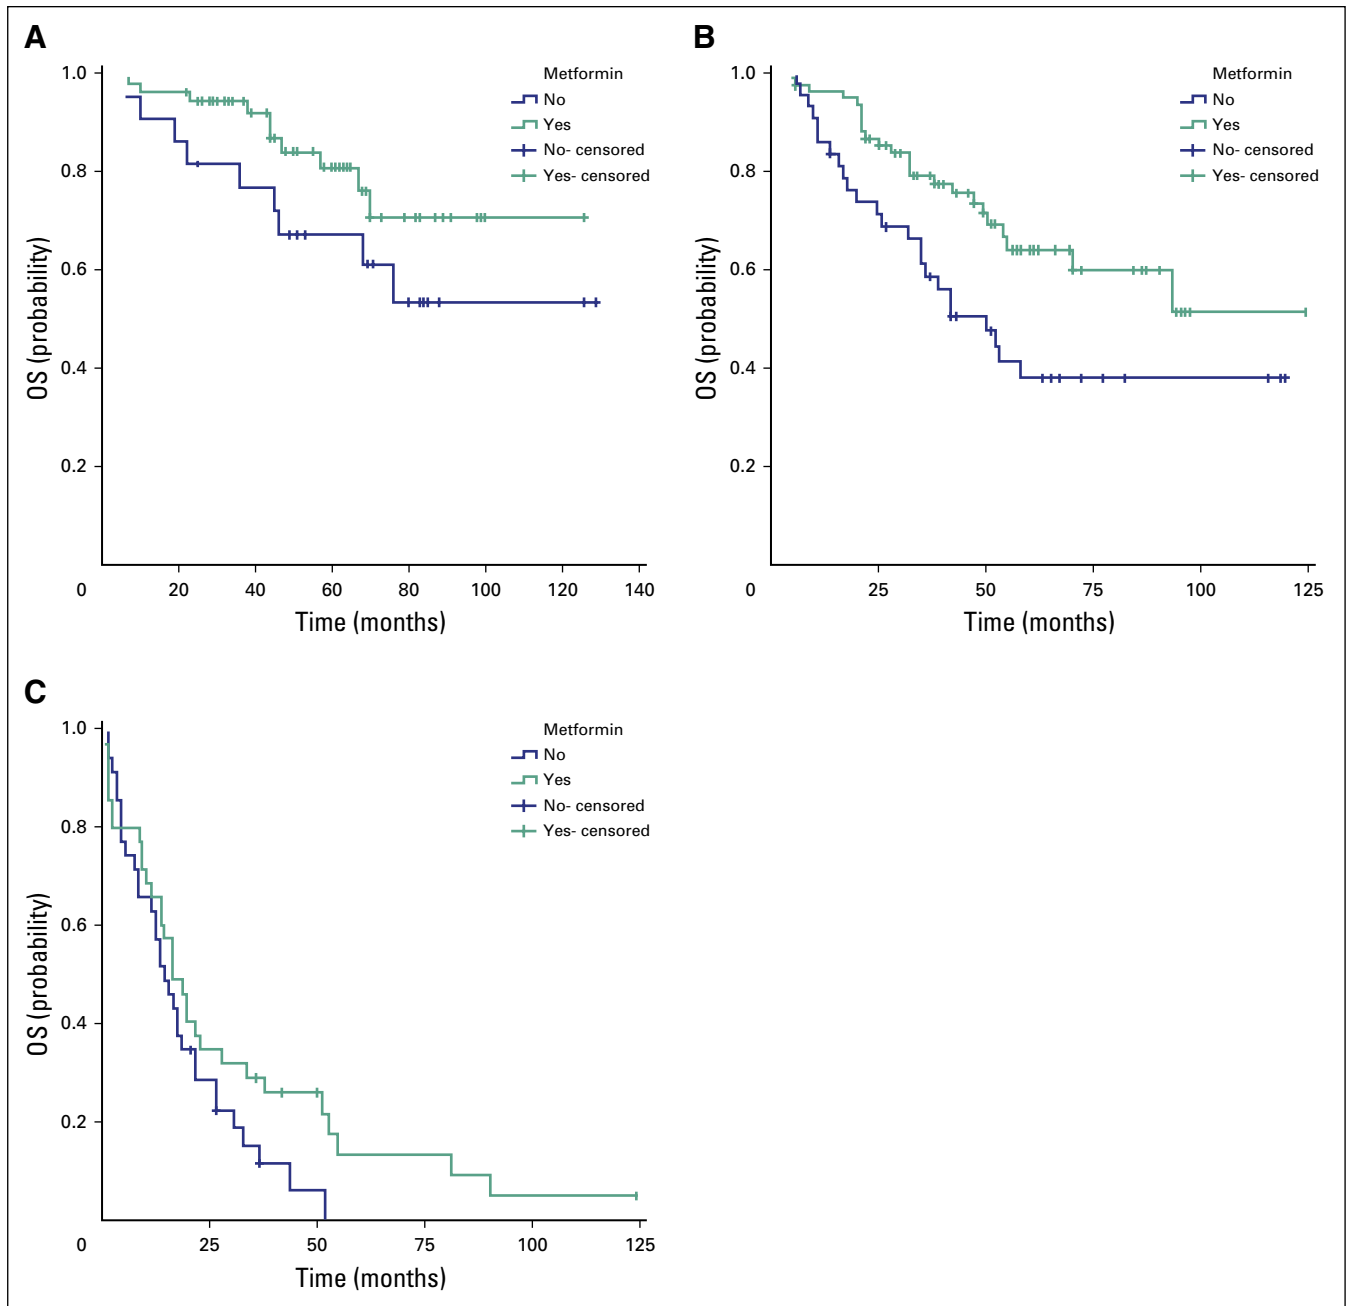 A
1.0
0.8
0.6
0.4
0.2
0
20
40
60
80
100
120
140
OS (probability)
Time (months)
Metformin
No
Yes
No- censored
Yes- censored
B
1.0
0.8
0.6
0.4
0.2
0
25
50
75
100
125
OS (probability)
Time (months)
Metformin
No
Yes
No- censored
Yes- censored
C
1.0
0.8
0.6
0.4
0.2
0
25
50
75
100
125
OS (probability)
Time (months)
Metformin
No
Yes
No- censored
Yes- censored